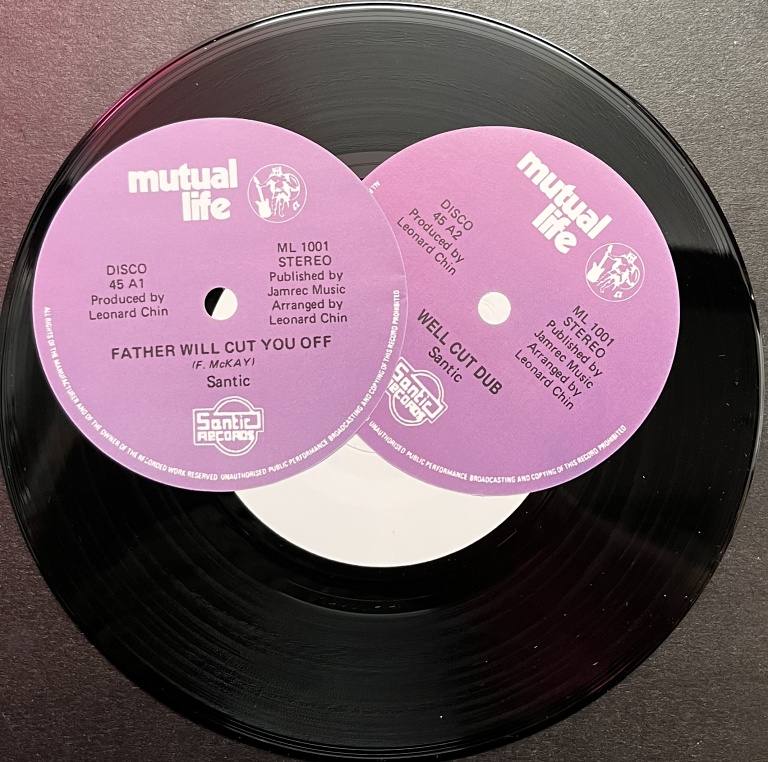 mutual
life
DISCO
45 A1
Produced by
Leonard Chin
ML 1001
STEREO
Published by
Jamrec Music
Arranged by
Leonard Chin
FATHER WILL CUT YOU OFF
(F. McKAY)
Santic
Santic
RECORDS
ALL RIGHTS OF THE MANUFACTURER AND OF THE OWNER OF THE RECORDED WORK RESERVED UNAUTHORISED PUBLIC PERFORMANCE BROADCASTING AND COPYING OF THIS RECORD PROHIBITED
mutual
life
DISCO
45 A2
Produced by
Leonard Chin
ML 1001
STEREO
Published by
Jamrec Music
Arranged by
Leonard Chin
WELL CUT DUB
Santic
Santic
RECORDS
UNAUTHORISED PUBLIC PERFORMANCE BROADCASTING AND COPYING OF THIS RECORD PROHIBITED